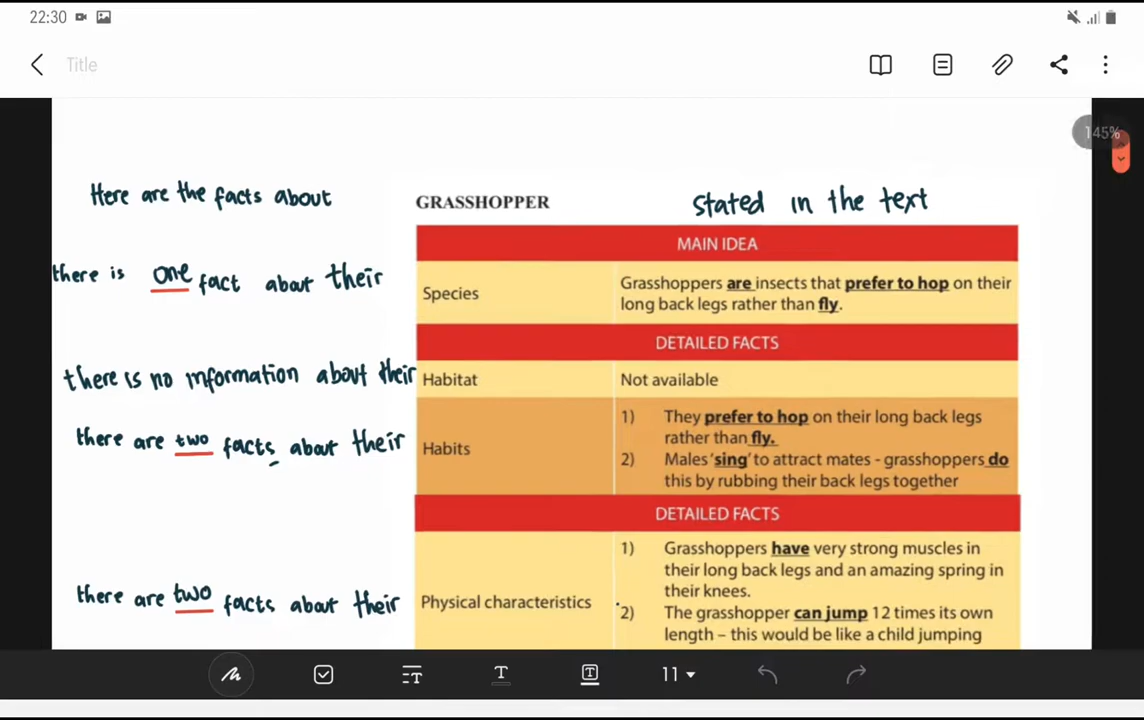 22:30
Title
145%
Here are the facts about
GRASSHOPPER
stated in the text
MAIN IDEA
there is one fact about their
Species
Grasshoppers are insects that prefer to hop on their
long back legs rather than fly.
DETAILED FACTS
there is no information about their
Habitat
Not available
there are two facts about their
Habits
1) They prefer to hop on their long back legs
rather than fly.
2) Males 'sing' to attract mates - grasshoppers do
this by rubbing their back legs together
DETAILED FACTS
there are two facts about their
Physical characteristics
1) Grasshoppers have very strong muscles in
their long back legs and an amazing spring in
their knees.
2) The grasshopper can jump 12 times its own
length – this would be like a child jumping
T
T
T
11